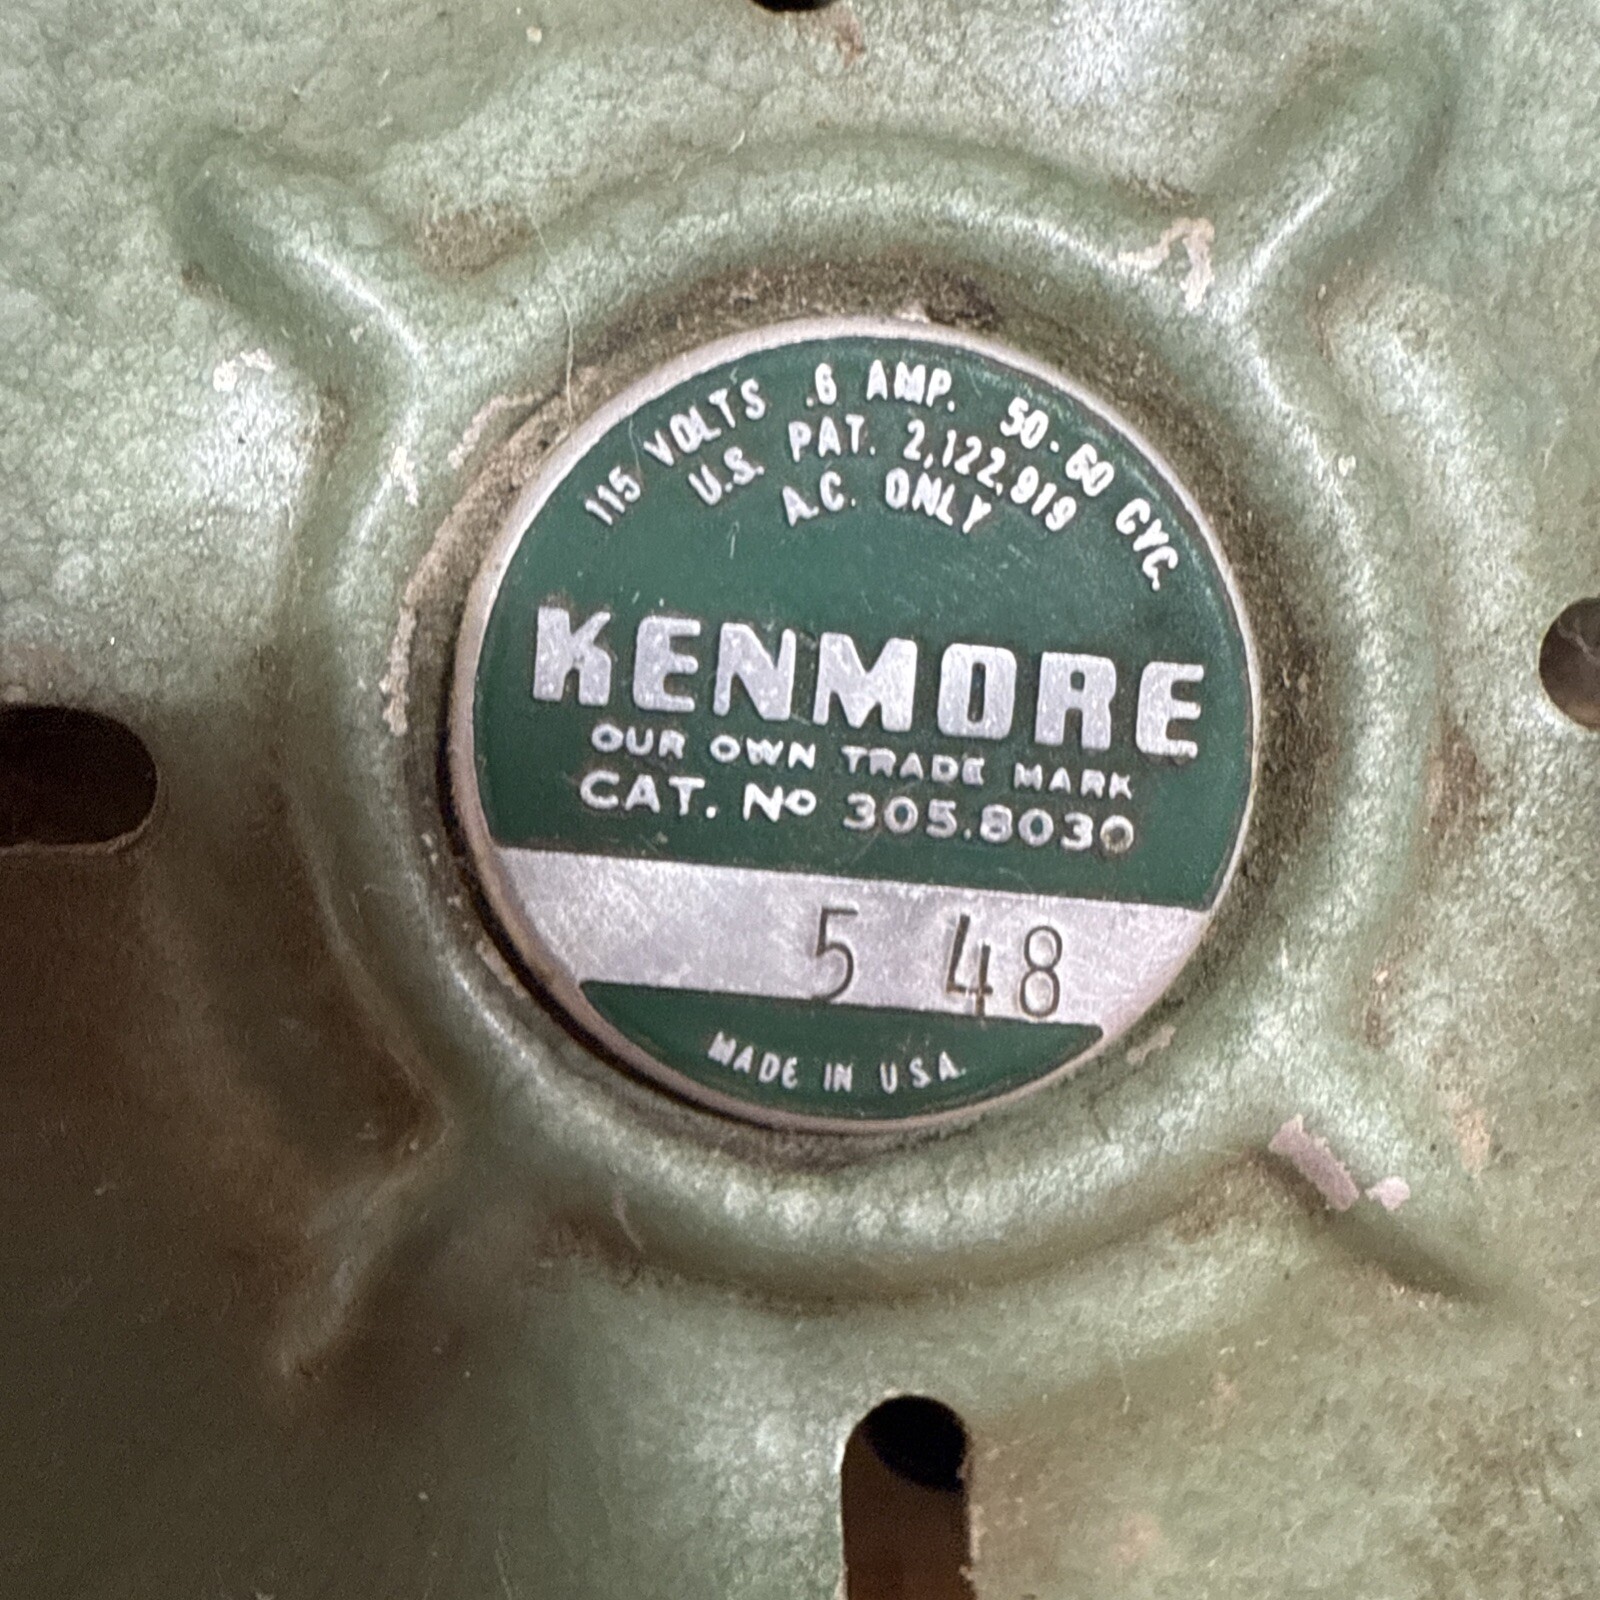 115 VOLTS .6 AMP. 50-60 CYC.
U.S. PAT. 2,122,919
A.C. ONLY
KENMORE
OUR OWN TRADE MARK
CAT. No 305.8030
5 48
MADE IN U.S.A.